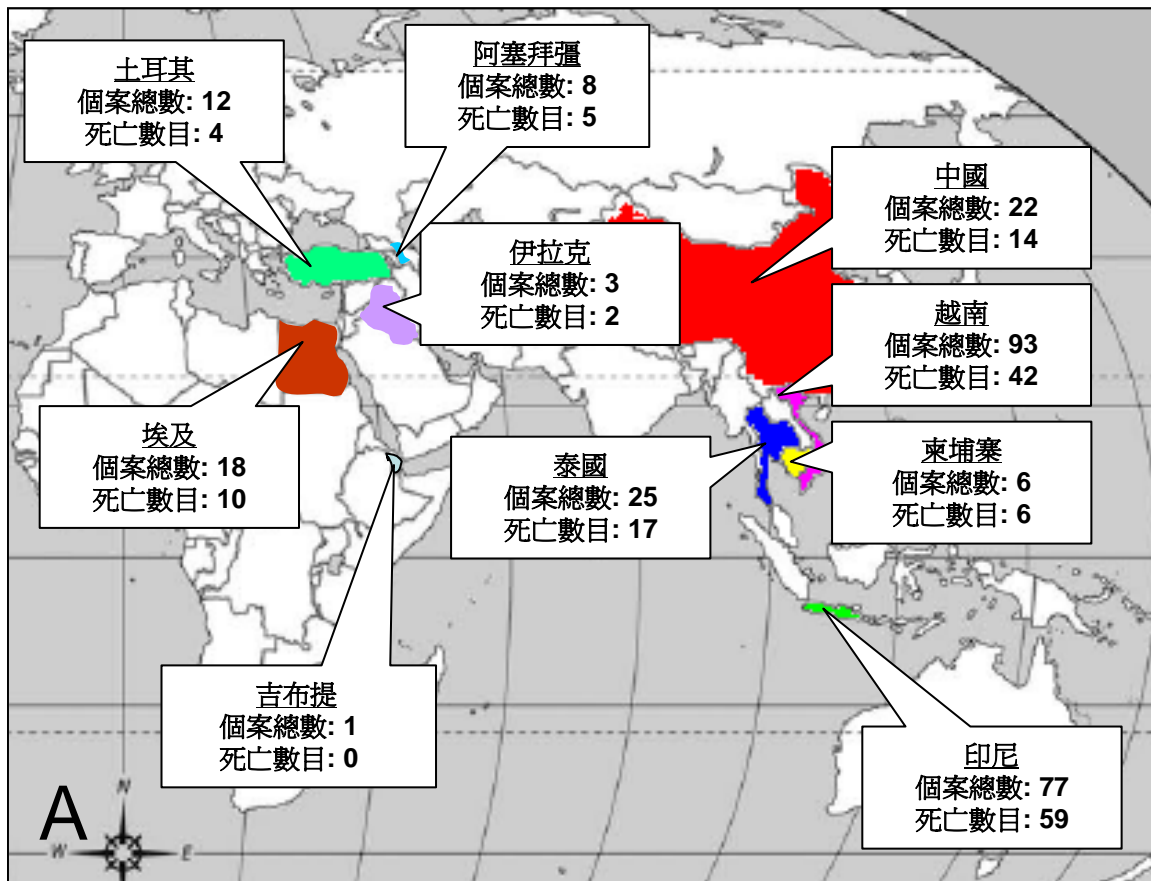 土耳其
個案總數: 12
死亡數目: 4
阿塞拜彊
個案總數: 8
死亡數目: 5
中國
個案總數: 22
死亡數目: 14
伊拉克
個案總數: 3
死亡數目: 2
越南
個案總數: 93
死亡數目: 42
埃及
個案總數: 18
死亡數目: 10
泰國
個案總數: 25
死亡數目: 17
柬埔寨
個案總數: 6
死亡數目: 6
吉布提
個案總數: 1
死亡數目: 0
印尼
個案總數: 77
死亡數目: 59
A
N
W
E